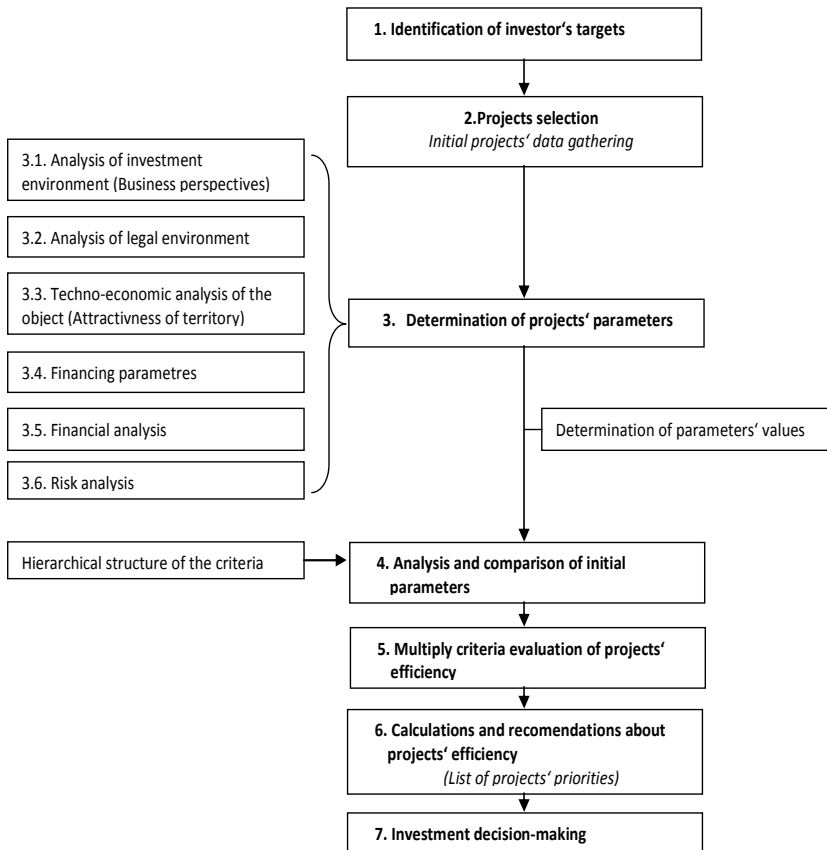 1. Identification of investor‘s targets
2.Projects selection
Initial projects‘ data gathering
3.1. Analysis of investment
environment (Business perspectives)
3.2. Analysis of legal environment
3.3. Techno-economic analysis of the
object (Attractivness of territory)
3.4. Financing parametres
3.5. Financial analysis
3.6. Risk analysis
3. Determination of projects‘ parameters
Determination of parameters‘ values
Hierarchical structure of the criteria
4. Analysis and comparison of initial
parameters
5. Multiply criteria evaluation of projects‘
efficiency
6. Calculations and recomendations about
projects‘ efficiency
(List of projects‘ priorities)
7. Investment decision-making